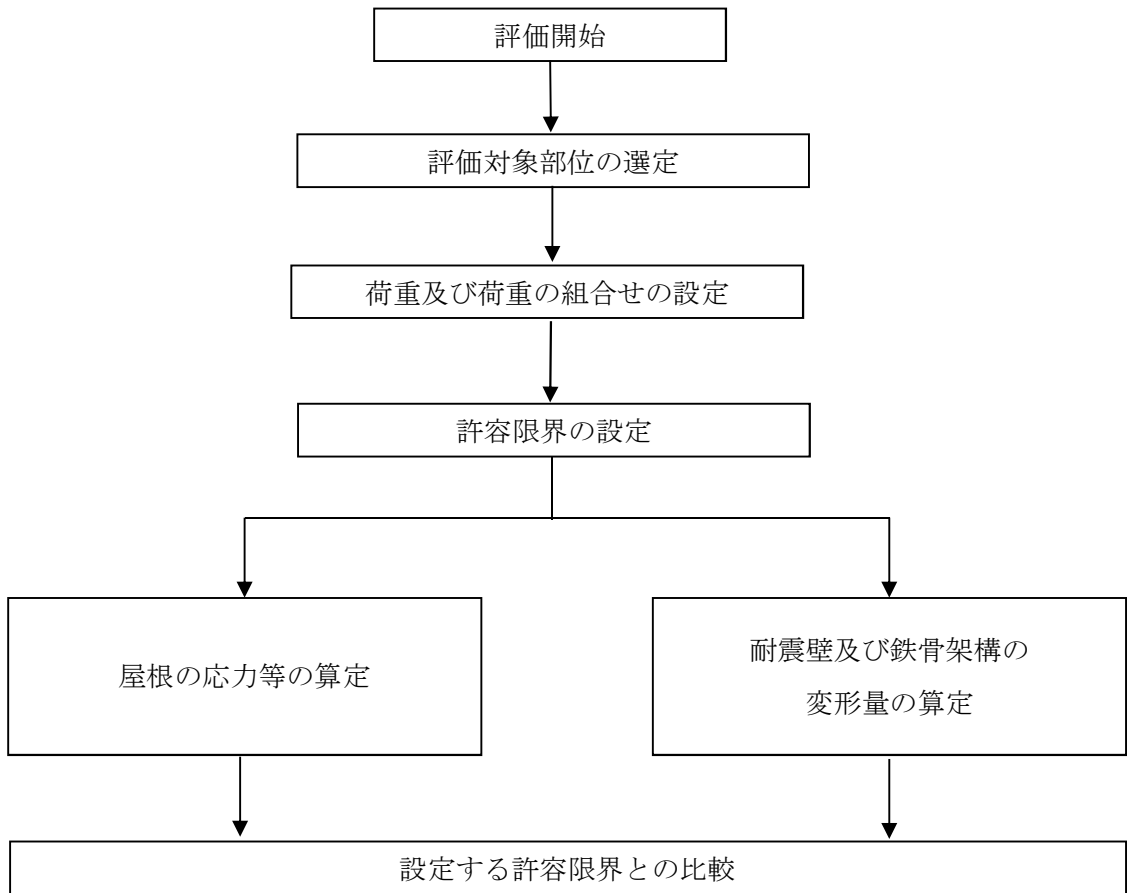 評価開始
評価対象部位の選定
荷重及び荷重の組合せの設定
許容限界の設定
屋根の応力等の算定
耐震壁及び鉄骨架構の
変形量の算定
設定する許容限界との比較